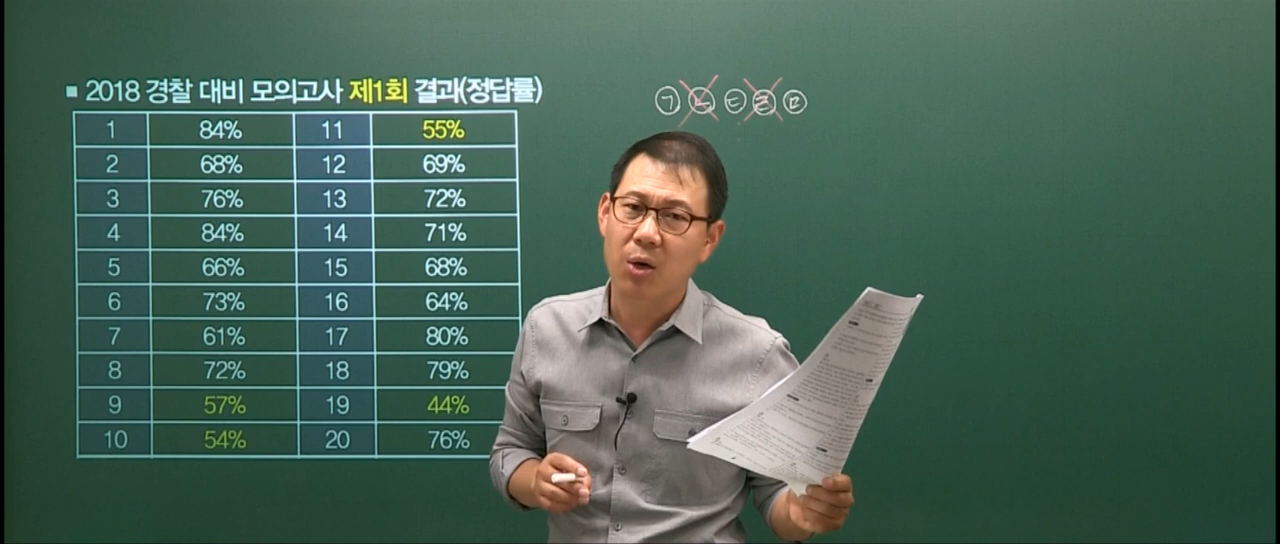 ■ 2018 경찰 대비 모의고사 제1회 결과(정답률)
1 84% 11 55%
2 68% 12 69%
3 76% 13 72%
4 84% 14 71%
5 66% 15 68%
6 73% 16 64%
7 61% 17 80%
8 72% 18 79%
9 57% 19 44%
10 54% 20 76%
㉠ ㉡ ㉢ ㉣ ㉤